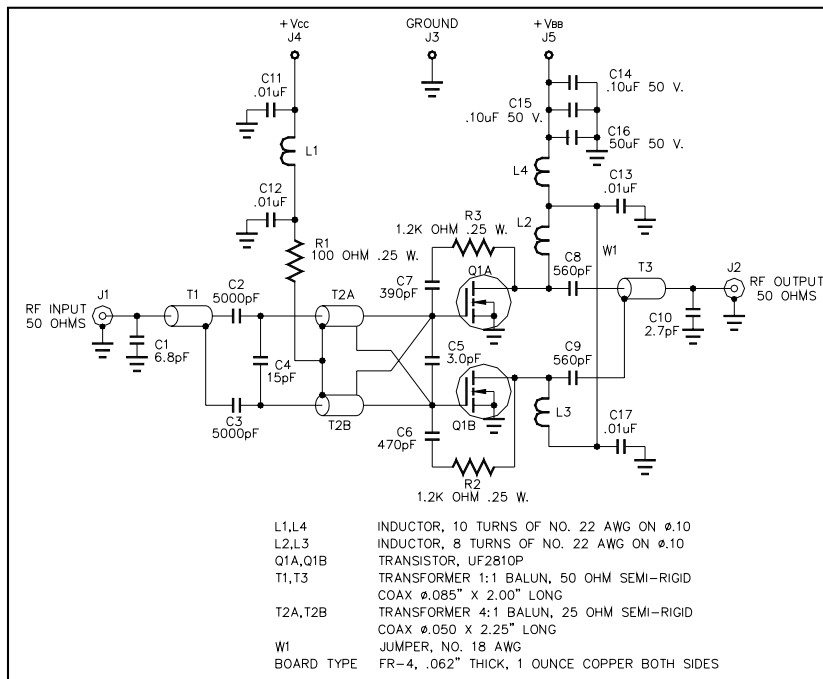 +Vcc
J4
GROUND
J3
+VBB
J5
C11
.01uF
C14
.10uF 50 V.
C15
.10uF 50 V.
C16
50uF 50 V.
L1
L4
C12
.01uF
C13
.01uF
R3
1.2K OHM .25 W.
L2
W1
R1
100 OHM .25 W.
C7
390pF
Q1A
C8
560pF
T3
J2
RF OUTPUT
50 OHMS
J1
RF INPUT
50 OHMS
T1
C2
5000pF
T2A
C1
6.8pF
C4
15pF
C5
3.0pF
C9
560pF
C10
2.7pF
C3
5000pF
T2B
C6
470pF
Q1B
L3
C17
.01uF
R2
1.2K OHM .25 W.
L1,L4 INDUCTOR, 10 TURNS OF NO. 22 AWG ON ø.10
L2,L3 INDUCTOR, 8 TURNS OF NO. 22 AWG ON ø.10
Q1A,Q1B TRANSISTOR, UF2810P
T1,T3 TRANSFORMER 1:1 BALUN, 50 OHM SEMI-RIGID
COAX ø.085" X 2.00" LONG
T2A,T2B TRANSFORMER 4:1 BALUN, 25 OHM SEMI-RIGID
COAX ø.050 X 2.25" LONG
W1 JUMPER, NO. 18 AWG
BOARD TYPE FR-4, .062" THICK, 1 OUNCE COPPER BOTH SIDES